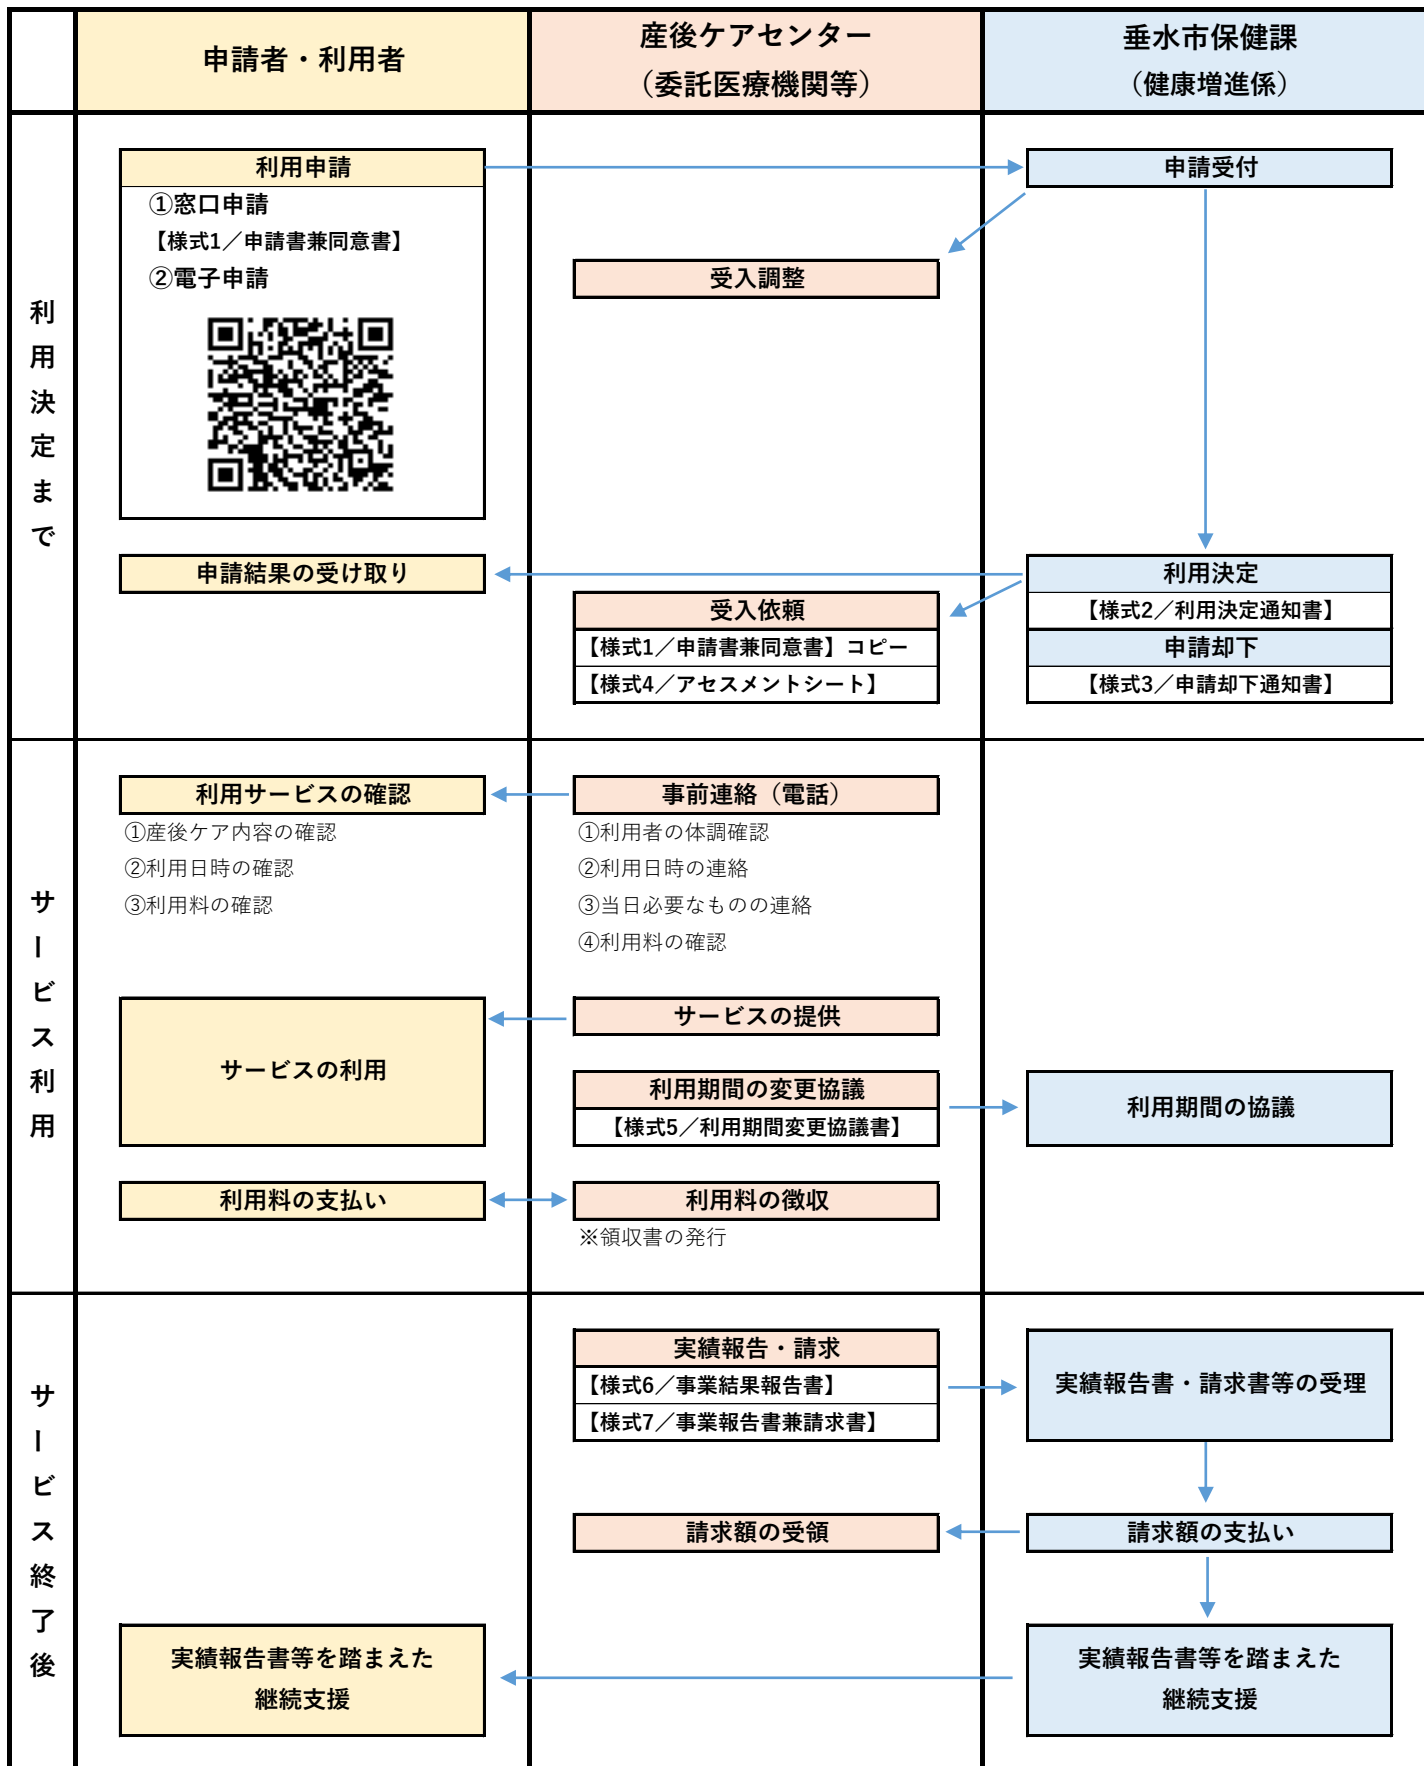 申請者・利用者
産後ケアセンター
（委託医療機関等）
垂水市保健課
（健康増進係）
利用決定まで
利用申請
①窓口申請
【様式1／申請書兼同意書】
②電子申請
申請受付
受入調整
申請結果の受け取り
利用決定
【様式2／利用決定通知書】
申請却下
【様式3／申請却下通知書】
受入依頼
【様式1／申請書兼同意書】コピー
【様式4／アセスメントシート】
サービス利用
利用サービスの確認
①産後ケア内容の確認
②利用日時の確認
③利用料の確認
事前連絡（電話）
①利用者の体調確認
②利用日時の連絡
③当日必要なものの連絡
④利用料の確認
サービスの利用
サービスの提供
利用期間の変更協議
【様式5／利用期間変更協議書】
利用期間の協議
利用料の支払い
利用料の徴収
※領収書の発行
サービス終了後
実績報告・請求
【様式6／事業結果報告書】
【様式7／事業報告書兼請求書】
実績報告書・請求書等の受理
請求額の受領
請求額の支払い
実績報告書等を踏まえた
継続支援
実績報告書等を踏まえた
継続支援